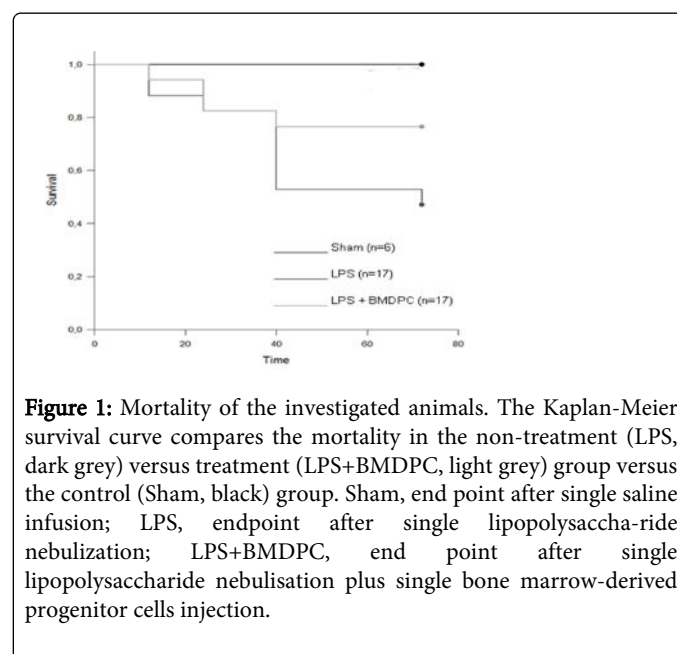 1,0
0,8
0,6
0,4
0,2
0,0
Survival
Sham (n=6)
LPS (n=17)
LPS + BMDPC (n=17)
0 20 40 60 80
Time
Figure 1: Mortality of the investigated animals. The Kaplan-Meier
survival curve compares the mortality in the non-treatment (LPS,
dark grey) versus treatment (LPS+BMDPC, light grey) group versus
the control (Sham, black) group. Sham, end point after single saline
infusion; LPS, endpoint after single lipopolysaccha-ride
nebulization; LPS+BMDPC, end point after single
lipopolysaccharide nebulisation plus single bone marrow-derived
progenitor cells injection.